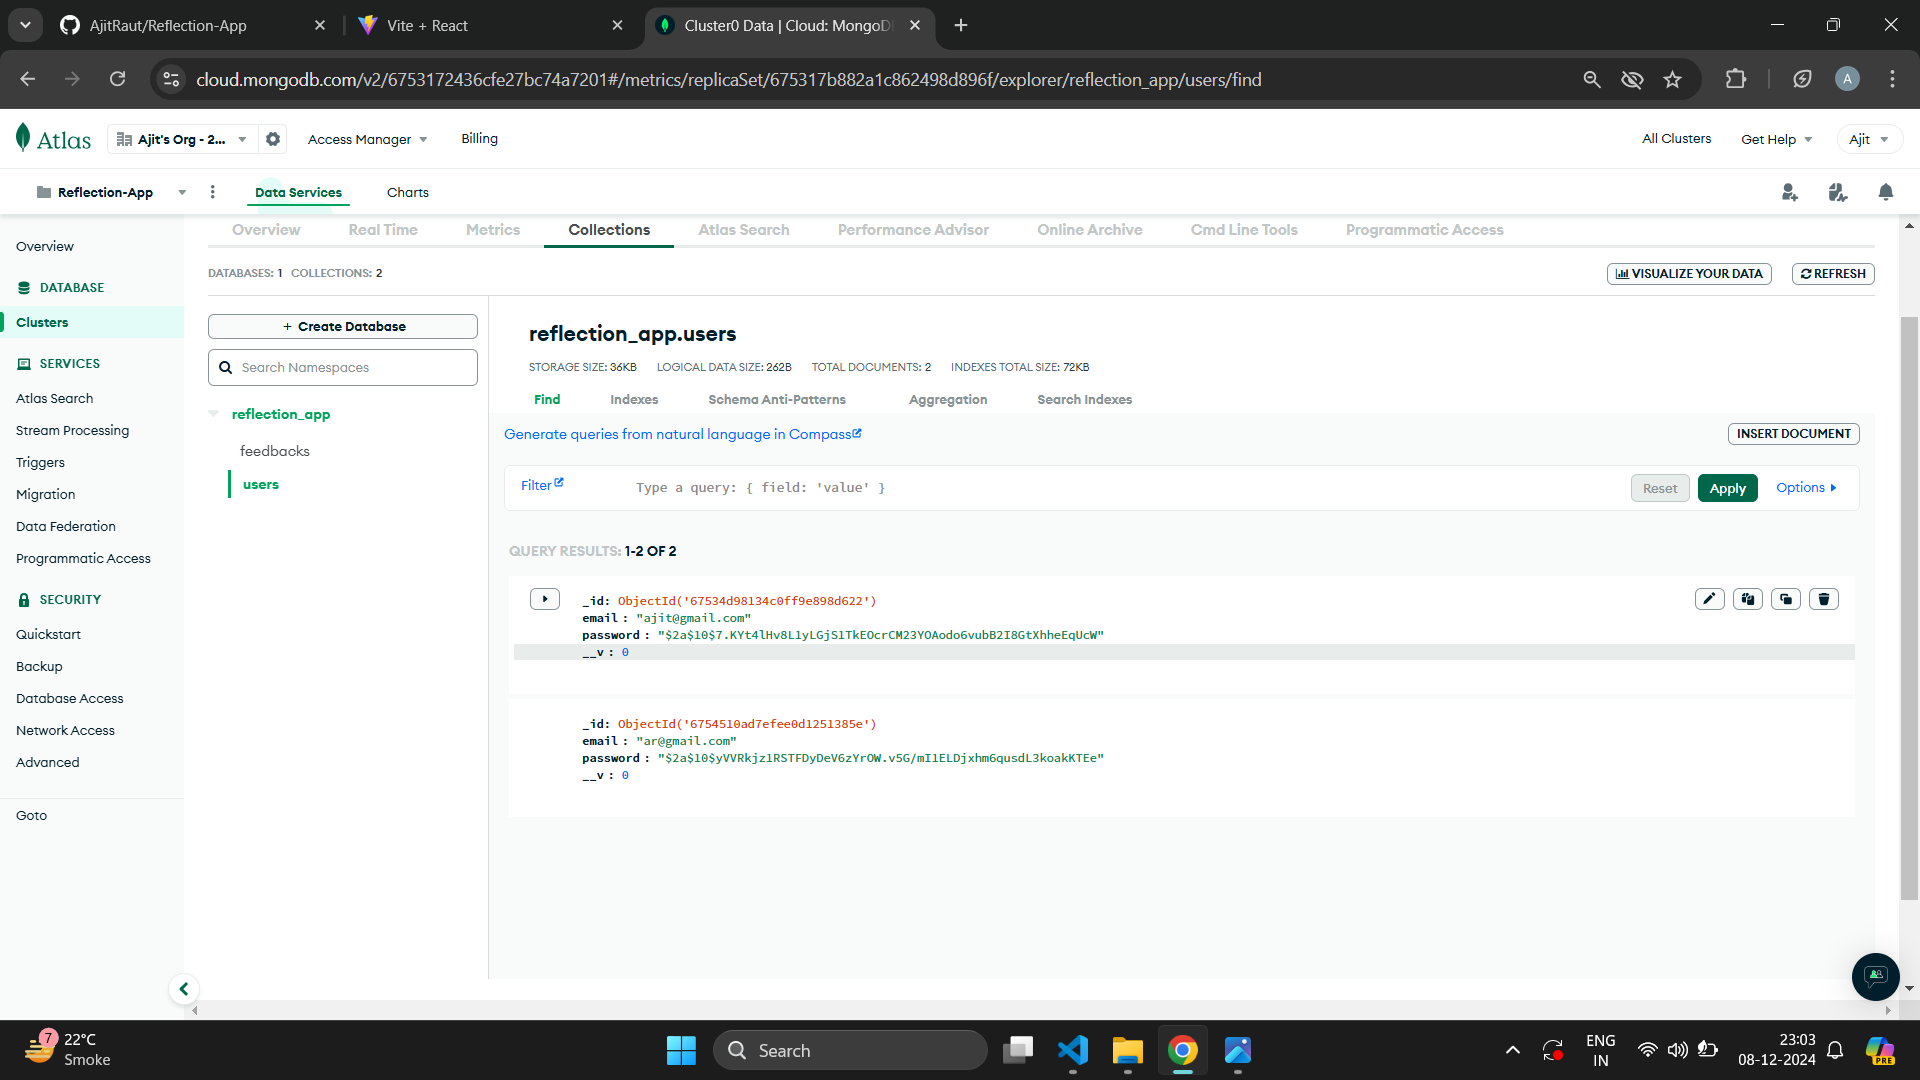 AjitRaut/Reflection-App
Vite + React
Cluster0 Data | Cloud: MongoD
cloud.mongodb.com/v2/6753172436cfe27bc74a7201#/metrics/replicaSet/675317b882a1c862498d896f/explorer/reflection_app/users/find
A
Atlas
Ajit's Org - 2...
Access Manager
Billing
All Clusters
Get Help
Ajit
Reflection-App
Data Services
Charts
Overview
DATABASE
Clusters
SERVICES
Atlas Search
Stream Processing
Triggers
Migration
Data Federation
Programmatic Access
SECURITY
Quickstart
Backup
Database Access
Network Access
Advanced
Goto
Overview
Real Time
Metrics
Collections
Atlas Search
Performance Advisor
Online Archive
Cmd Line Tools
Programmatic Access
DATABASES: 1 COLLECTIONS: 2
VISUALIZE YOUR DATA
REFRESH
+ Create Database
Search Namespaces
reflection_app
feedbacks
users
reflection_app.users
STORAGE SIZE: 36KB LOGICAL DATA SIZE: 262B TOTAL DOCUMENTS: 2 INDEXES TOTAL SIZE: 72KB
Find
Indexes
Schema Anti-Patterns
Aggregation
Search Indexes
Generate queries from natural language in Compass
INSERT DOCUMENT
Filter
Type a query: { field: 'value' }
Reset
Apply
Options
QUERY RESULTS: 1-2 OF 2
_id: ObjectId('67534d98134c0ff9e898d622')
email : "ajit@gmail.com"
password : "$2a$10$7.KYt4lHv8L1yLGjS1TkEOcrCM23YOAodo6vubB2I8GtXhheEqUcW"
__v : 0
_id: ObjectId('6754510ad7efee0d1251385e')
email : "ar@gmail.com"
password : "$2a$10$yVVRkjz1RSTFDyDeV6zYrOW.v5G/mI1ELDjxhm6qusdL3koakKTEe"
__v : 0
7
22°C
Smoke
Search
ENG
IN
23:03
08-12-2024
PRE